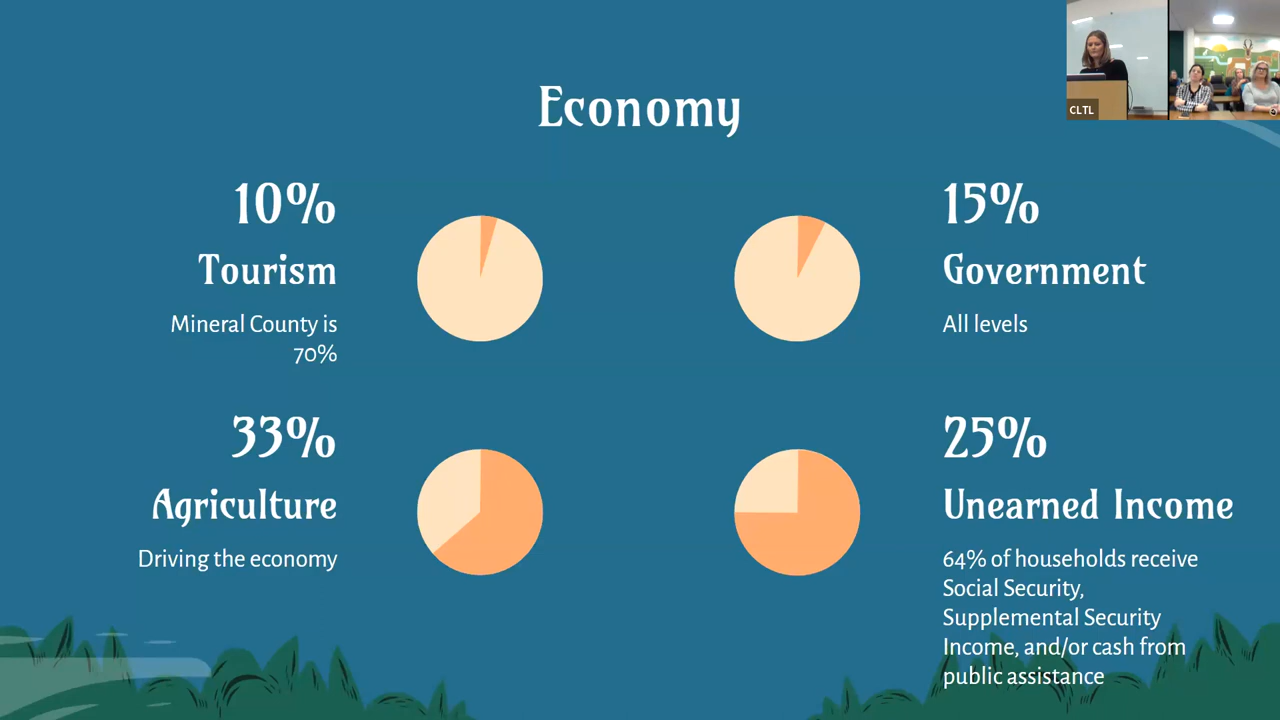 Economy
10%
Tourism
Mineral County is
70%
15%
Government
All levels
33%
Agriculture
Driving the economy
25%
Unearned Income
64% of households receive
Social Security,
Supplemental Security
Income, and/or cash from
public assistance
CLTL